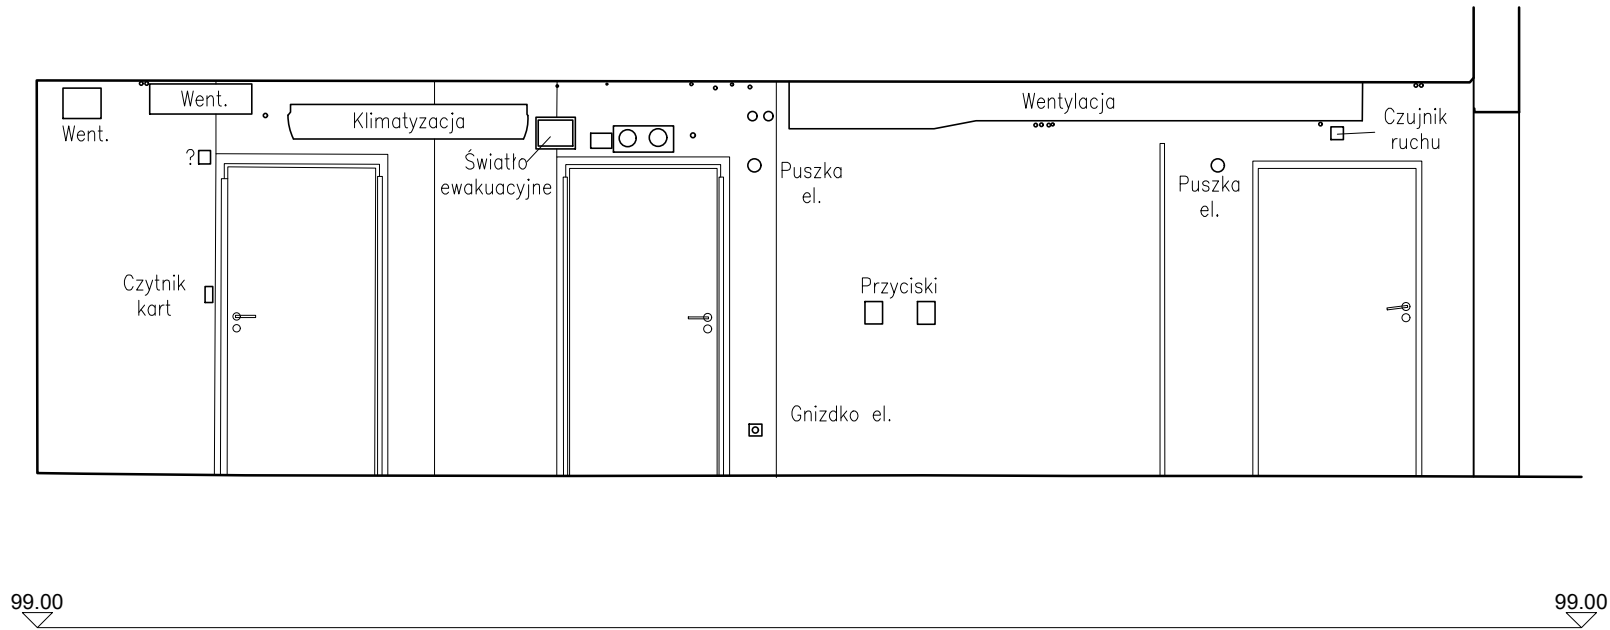 Went.
Went.
Klimatyzacja
Wentylacja
Czujnik
ruchu
?
Światło
ewakuacyjne
Puszka
el.
Puszka
el.
Czytnik
kart
Przyciski
Gnizdko el.
99.00
99.00